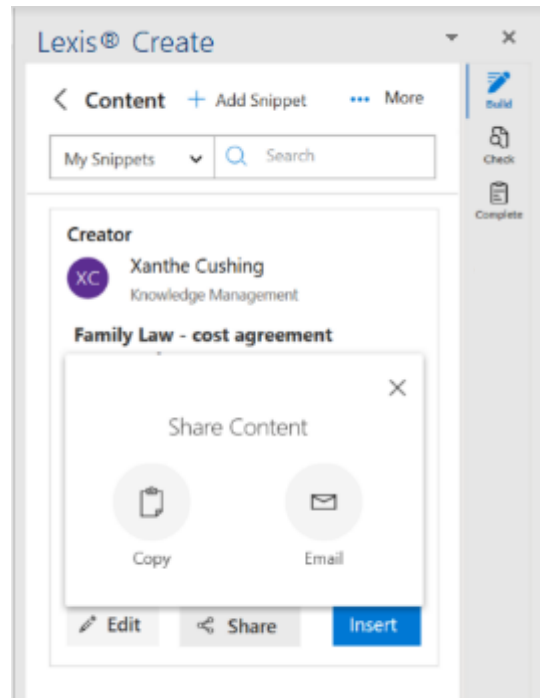 Lexis® Create
Content + Add Snippet ••• More
Build
My Snippets Search
Check
Complete
Creator
XC Xanthe Cushing
Knowledge Management
Family Law - cost agreement
Share Content
Copy Email
Edit Share Insert